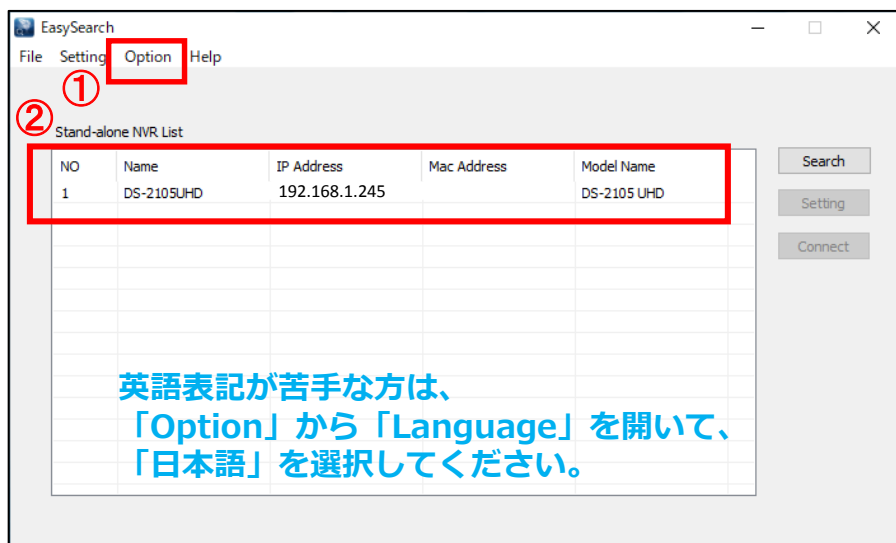 EasySearch
File Setting Option Help
①
②
Stand-alone NVR List
NO Name IP Address Mac Address Model Name
1 DS-2105UHD 192.168.1.245 DS-2105 UHD
Search
Setting
Connect
英語表記が苦手な方は、
「Option」から「Language」を開いて、
「日本語」を選択してください。